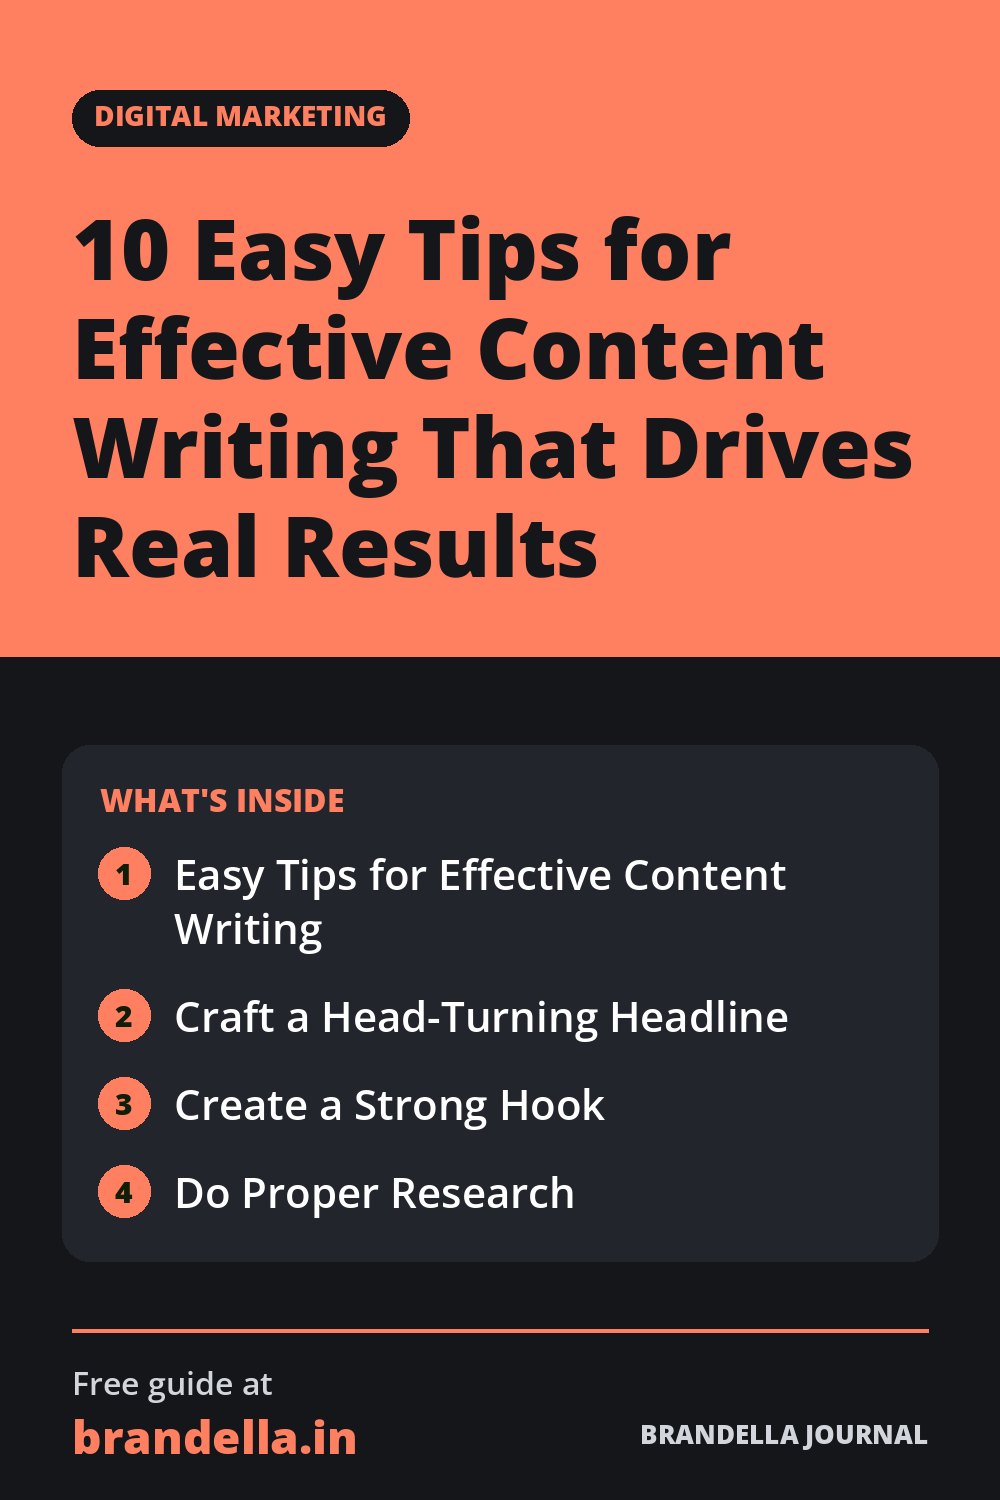 DIGITAL MARKETING
10 Easy Tips for
Effective Content
Writing That Drives
Real Results
WHAT'S INSIDE
1 Easy Tips for Effective Content
Writing
2 Craft a Head-Turning Headline
3 Create a Strong Hook
4 Do Proper Research
Free guide at
brandella.in
BRANDELLA JOURNAL